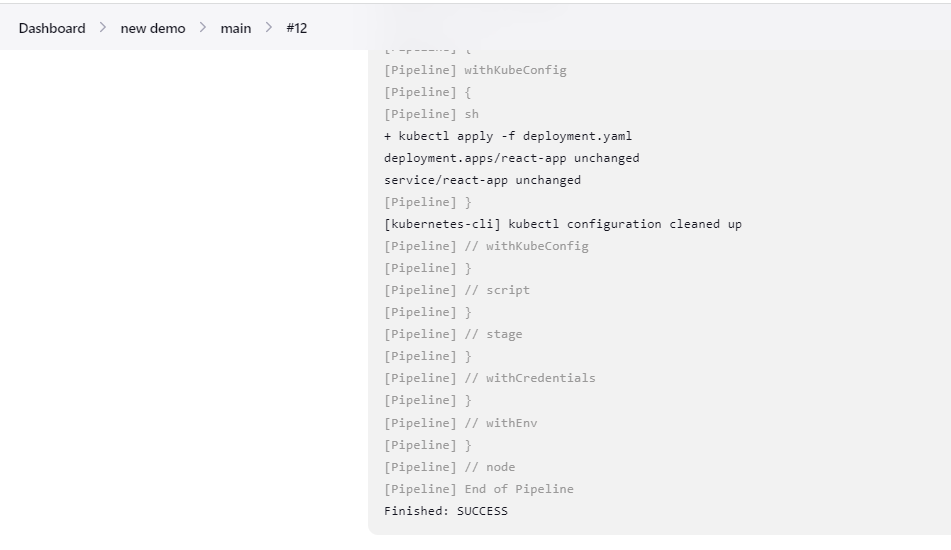 Dashboard > new demo > main > #12
[Pipeline] {
[Pipeline] withKubeConfig
[Pipeline] {
[Pipeline] sh
+ kubectl apply -f deployment.yaml
deployment.apps/react-app unchanged
service/react-app unchanged
[Pipeline] }
[kubernetes-cli] kubectl configuration cleaned up
[Pipeline] // withKubeConfig
[Pipeline] }
[Pipeline] // script
[Pipeline] }
[Pipeline] // stage
[Pipeline] }
[Pipeline] // withCredentials
[Pipeline] }
[Pipeline] // withEnv
[Pipeline] }
[Pipeline] // node
[Pipeline] End of Pipeline
Finished: SUCCESS